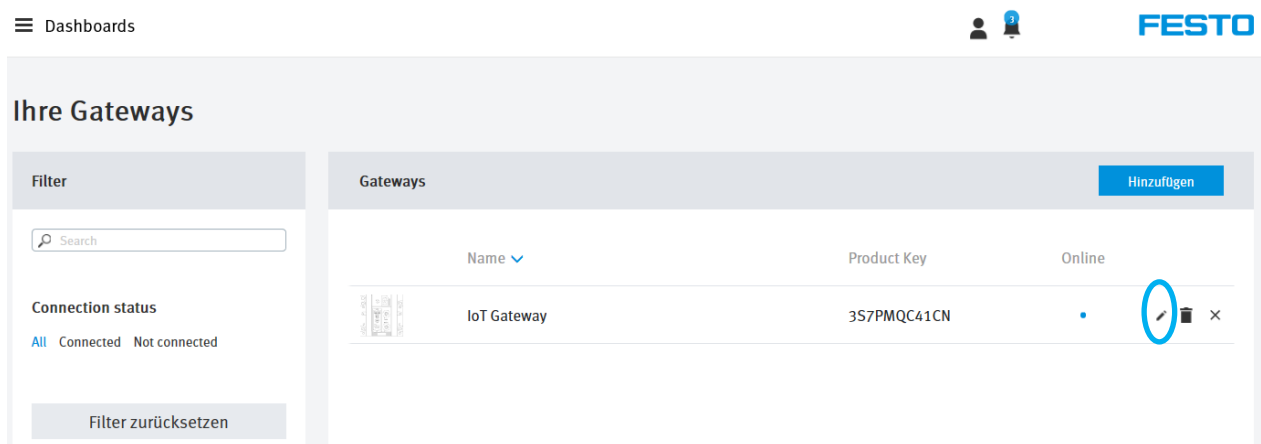 Dashboards
3
FESTO
Ihre Gateways
Filter
Search
Connection status
All Connected Not connected
Filter zurücksetzen
Gateways
Hinzufügen
Name Product Key Online
IoT Gateway 3S7PMQC41CN